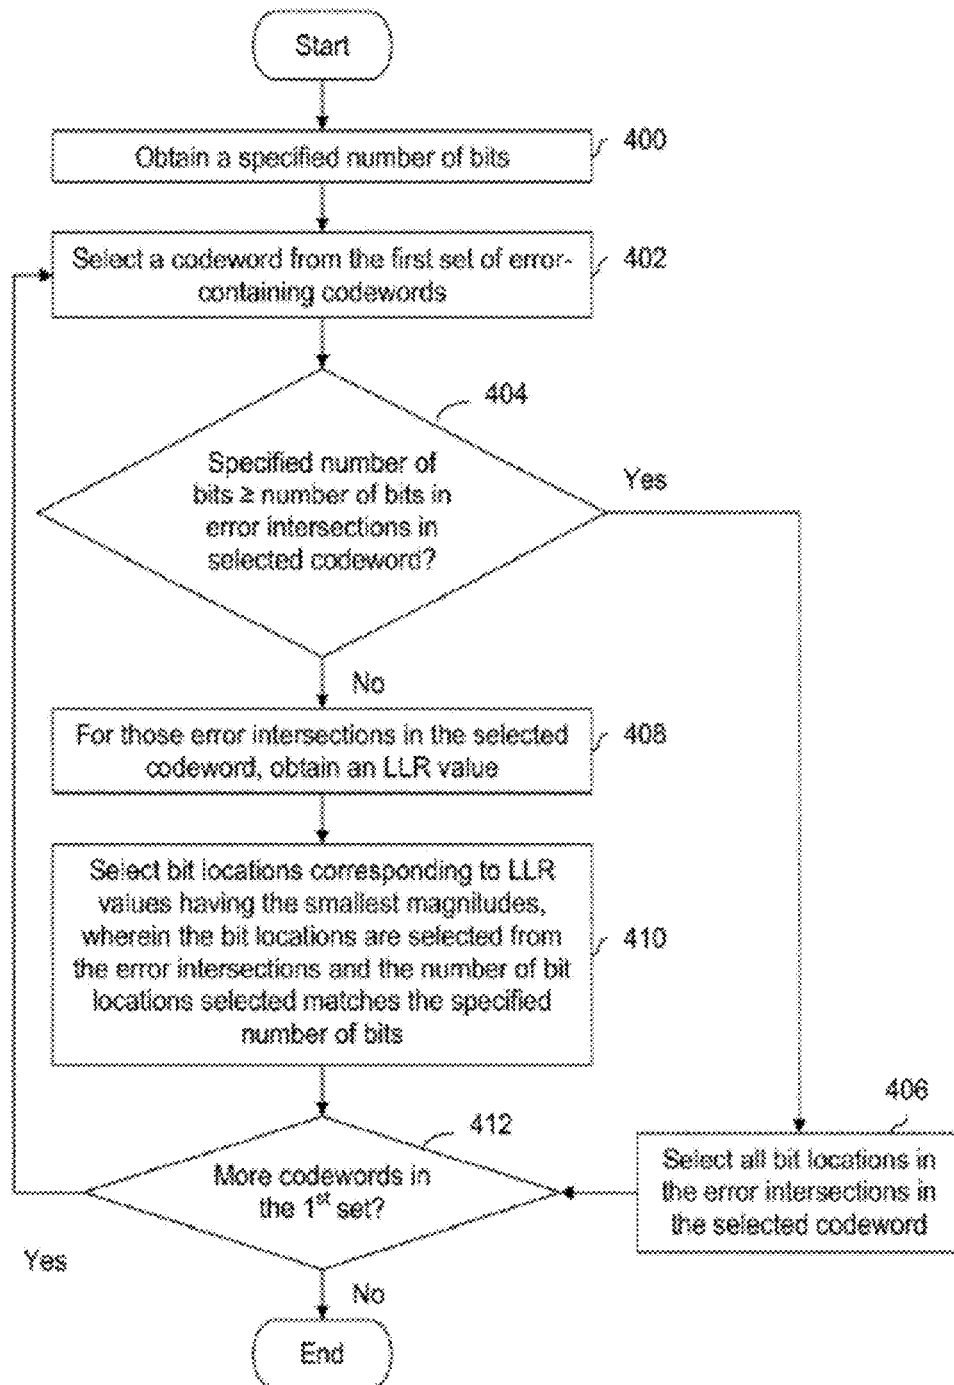 Start
Obtain a specified number of bits
400
Select a codeword from the first set of error-
containing codewords
402
404
Specified number of
bits ≥ number of bits in
error intersections in
selected codeword?
Yes
No
For those error intersections in the selected
codeword, obtain an LLR value
408
Select bit locations corresponding to LLR
values having the smallest magnitudes,
wherein the bit locations are selected from
the error intersections and the number of bit
locations selected matches the specified
number of bits
410
406
Select all bit locations in
the error intersections in
the selected codeword
412
More codewords in
the 1st set?
Yes
No
End